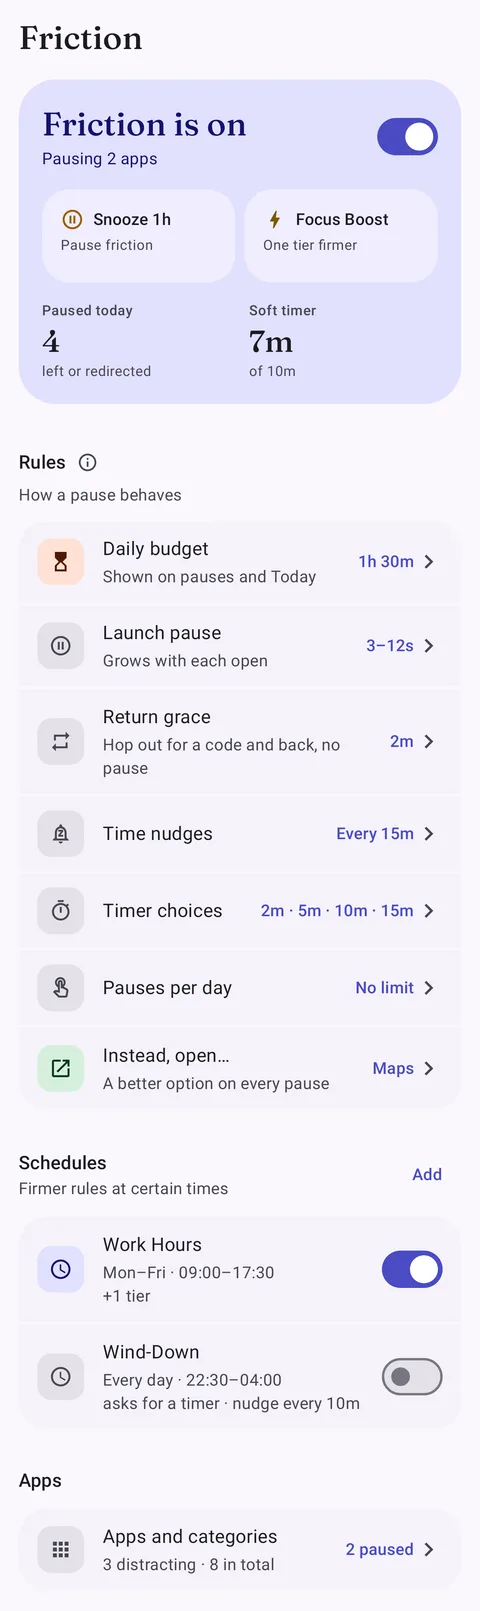 Friction
Friction is on
Pausing 2 apps
Snooze 1h
Pause friction
Focus Boost
One tier firmer
Paused today
4
left or redirected
Soft timer
7m
of 10m
Rules
How a pause behaves
Daily budget
Shown on pauses and Today
1h 30m
Launch pause
Grows with each open
3–12s
Return grace
Hop out for a code and back, no
pause
2m
Time nudges
Every 15m
Timer choices
2m · 5m · 10m · 15m
Pauses per day
No limit
Instead, open…
A better option on every pause
Maps
Schedules
Firmer rules at certain times
Add
Work Hours
Mon–Fri · 09:00–17:30
+1 tier
Wind-Down
Every day · 22:30–04:00
asks for a timer · nudge every 10m
Apps
Apps and categories
3 distracting · 8 in total
2 paused